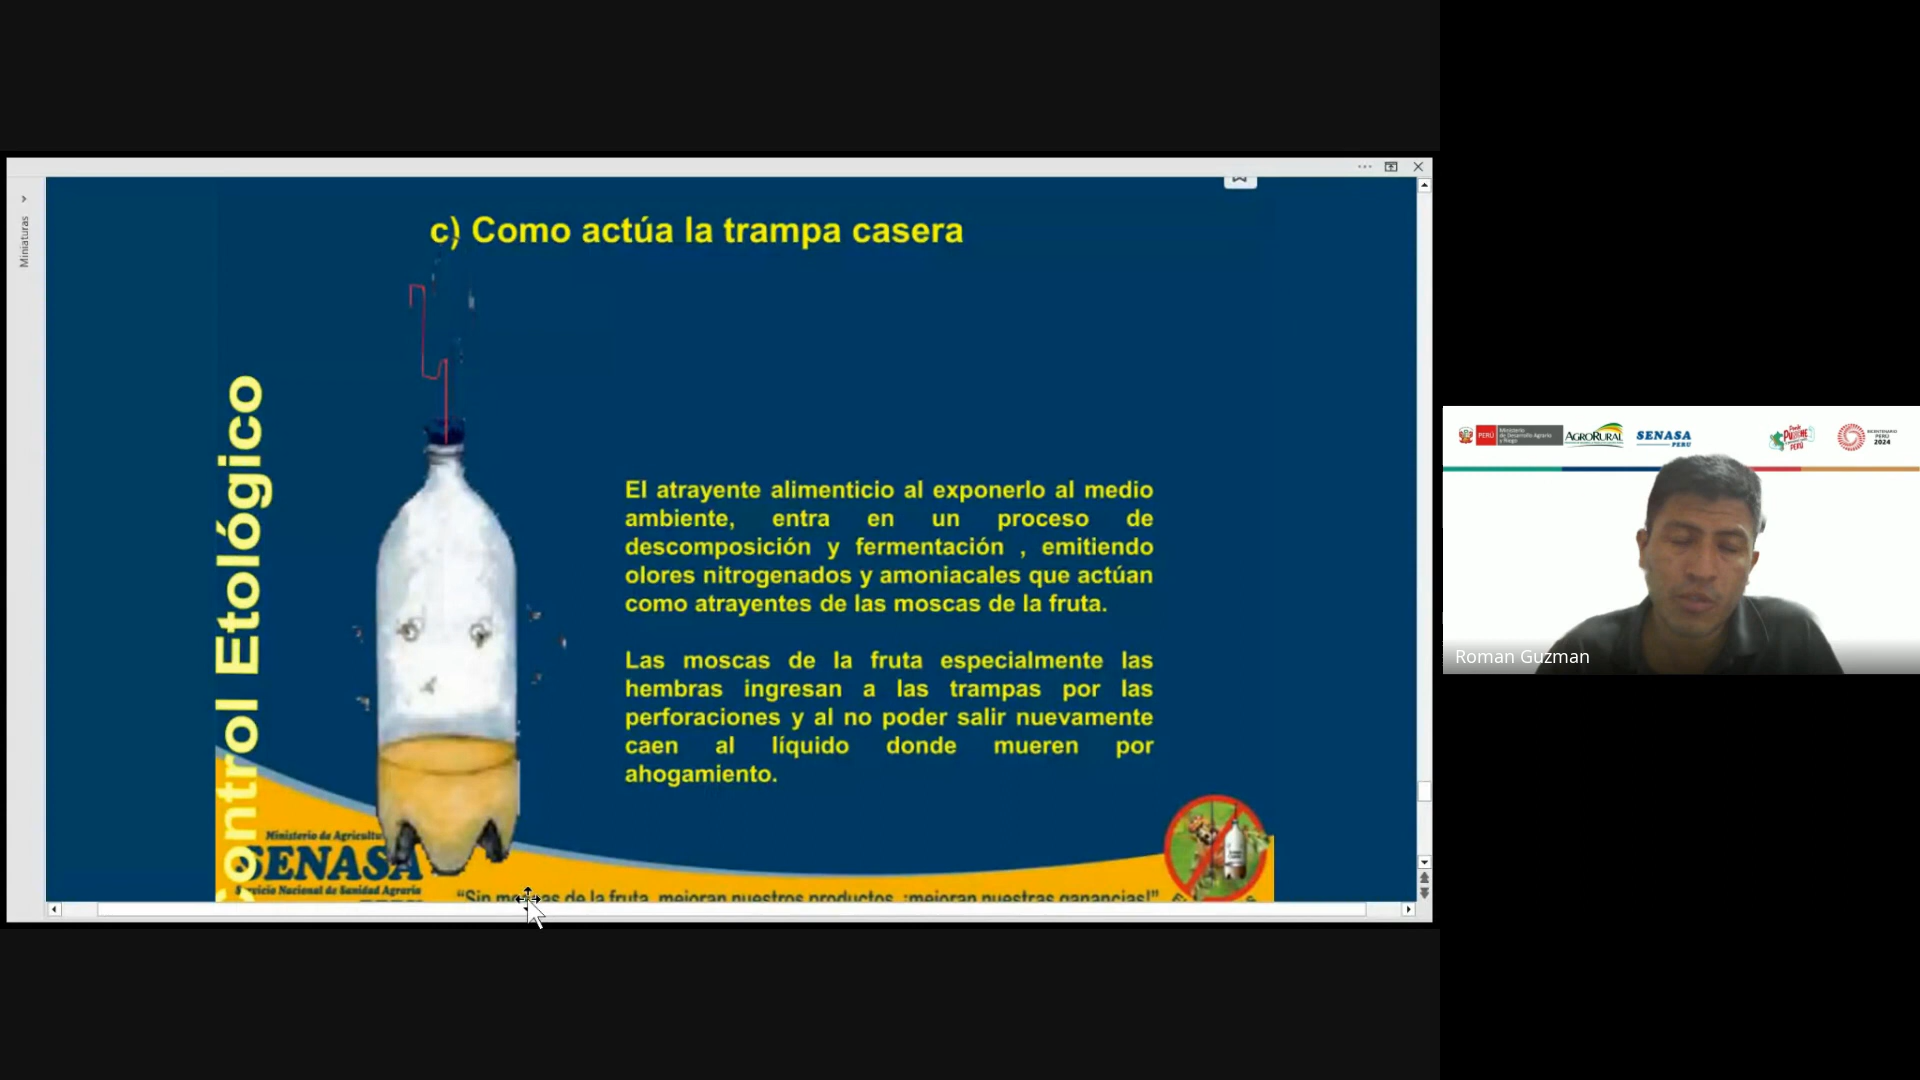 Miniaturas
c) Como actúa la trampa casera
Control Etológico
El atrayente alimenticio al exponerlo al medio
ambiente, entra en un proceso de
descomposición y fermentación , emitiendo
olores nitrogenados y amoniacales que actúan
como atrayentes de las moscas de la fruta.
Las moscas de la fruta especialmente las
hembras ingresan a las trampas por las
perforaciones y al no poder salir nuevamente
caen al líquido donde mueren por
ahogamiento.
Ministerio de Agricultu
SENASA
Servicio Nacional de Sanidad Agraria
“Sin moscas de la fruta, mejoran nuestros productos, ¡mejoran nuestras ganancias!”
PERÚ
Ministerio
de Desarrollo Agrario
y Riego
AGRORURAL
SENASA
PERÚ
PERÚ
BICENTENARIO
PERÚ
2024
Roman Guzman